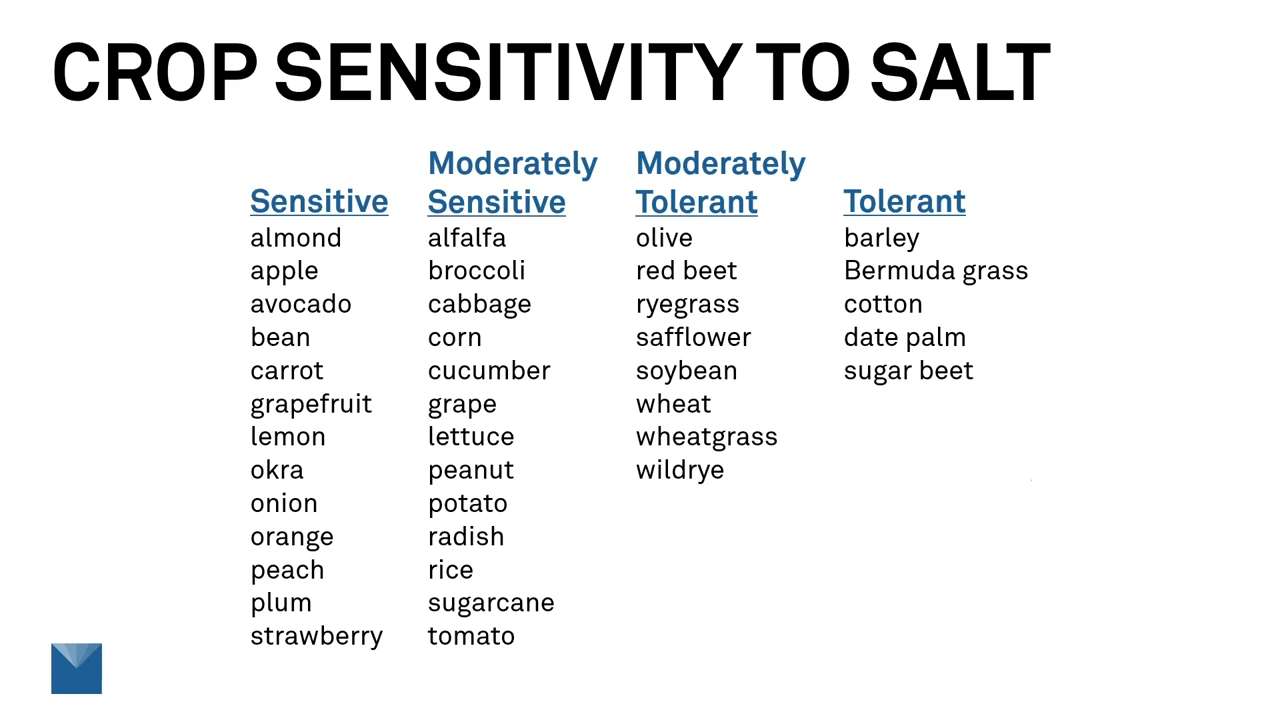 CROP SENSITIVITY TO SALT
Sensitive
almond
apple
avocado
bean
carrot
grapefruit
lemon
okra
onion
orange
peach
plum
strawberry
Moderately
Sensitive
alfalfa
broccoli
cabbage
corn
cucumber
grape
lettuce
peanut
potato
radish
rice
sugarcane
tomato
Moderately
Tolerant
olive
red beet
ryegrass
safflower
soybean
wheat
wheatgrass
wildrye
Tolerant
barley
Bermuda grass
cotton
date palm
sugar beet